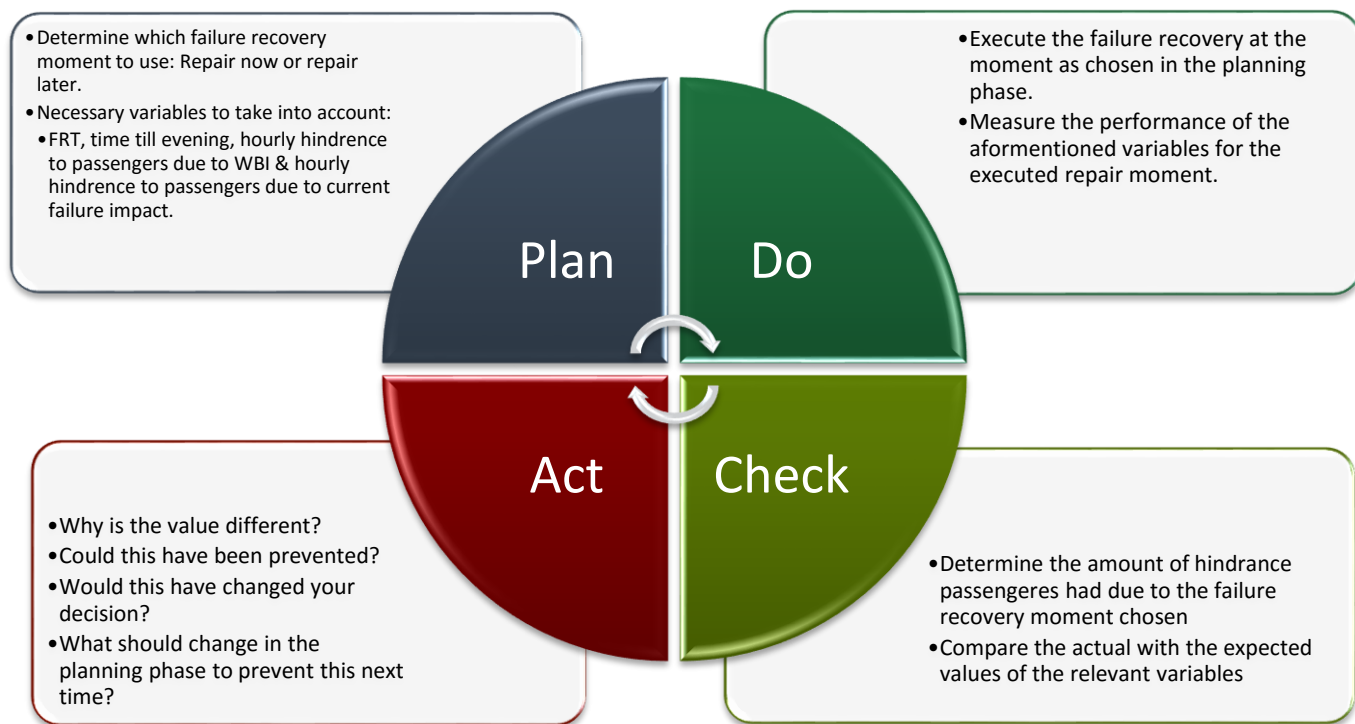 •Determine which failure recovery
moment to use: Repair now or repair
later.
•Necessary variables to take into account:
•FRT, time till evening, hourly hindrence
to passengers due to WBI & hourly
hindrence to passengers due to current
failure impact.
•Execute the failure recovery at the
moment as chosen in the planning
phase.
•Measure the performance of the
aformentioned variables for the
executed repair moment.
Plan
Do
Act
Check
•Why is the value different?
•Could this have been prevented?
•Would this have changed your
decision?
•What should change in the
planning phase to prevent this next
time?
•Determine the amount of hindrance
passengeres had due to the failure
recovery moment chosen
•Compare the actual with the expected
values of the relevant variables